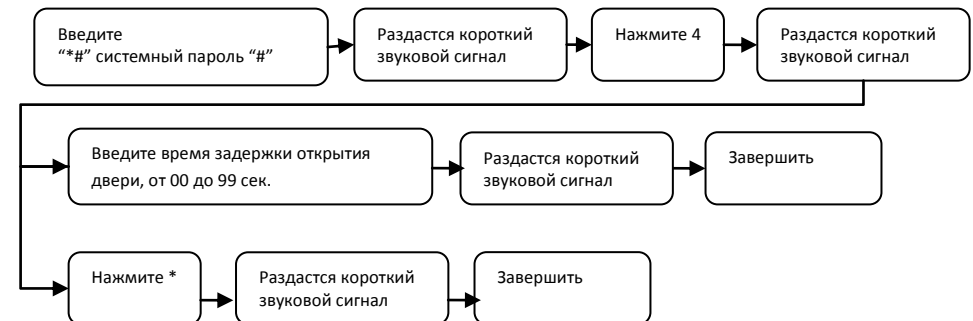 Введите
“*#” системный пароль “#”
Раздастся короткий
звуковой сигнал
Нажмите 4
Раздастся короткий
звуковой сигнал
Введите время задержки открытия
двери, от 00 до 99 сек.
Раздастся короткий
звуковой сигнал
Завершить
Нажмите *
Раздастся короткий
звуковой сигнал
Завершить